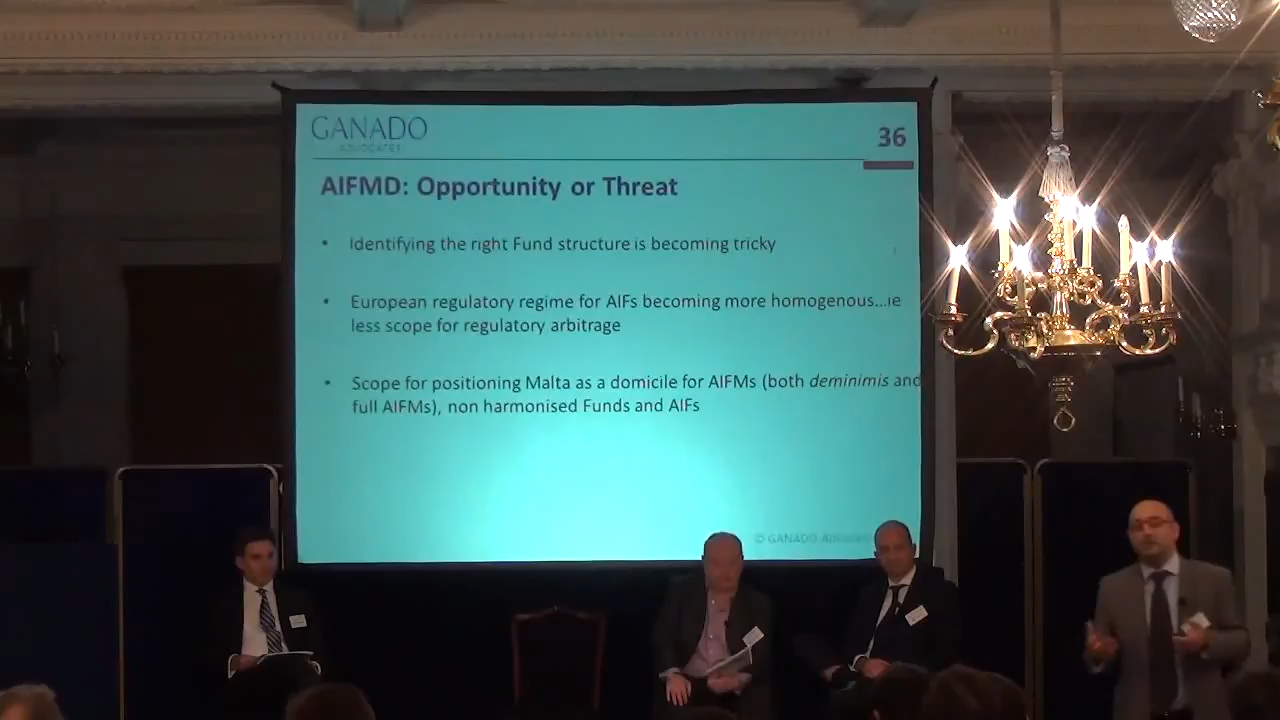 GANADO
ADVOCATES
36
AIFMD: Opportunity or Threat
• Identifying the right Fund structure is becoming tricky
• European regulatory regime for AIFs becoming more homogenous...ie
less scope for regulatory arbitrage
• Scope for positioning Malta as a domicile for AIFMs (both deminimis and
full AIFMs), non harmonised Funds and AIFs
© GANADO Advocates